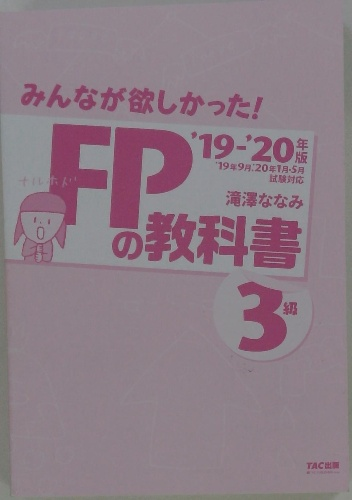 みんなが欲しかった!
FPの教科書
'19-'20年版
'19年9月,'20年1月・5月
試験対応
滝澤ななみ
3級
TAC出版